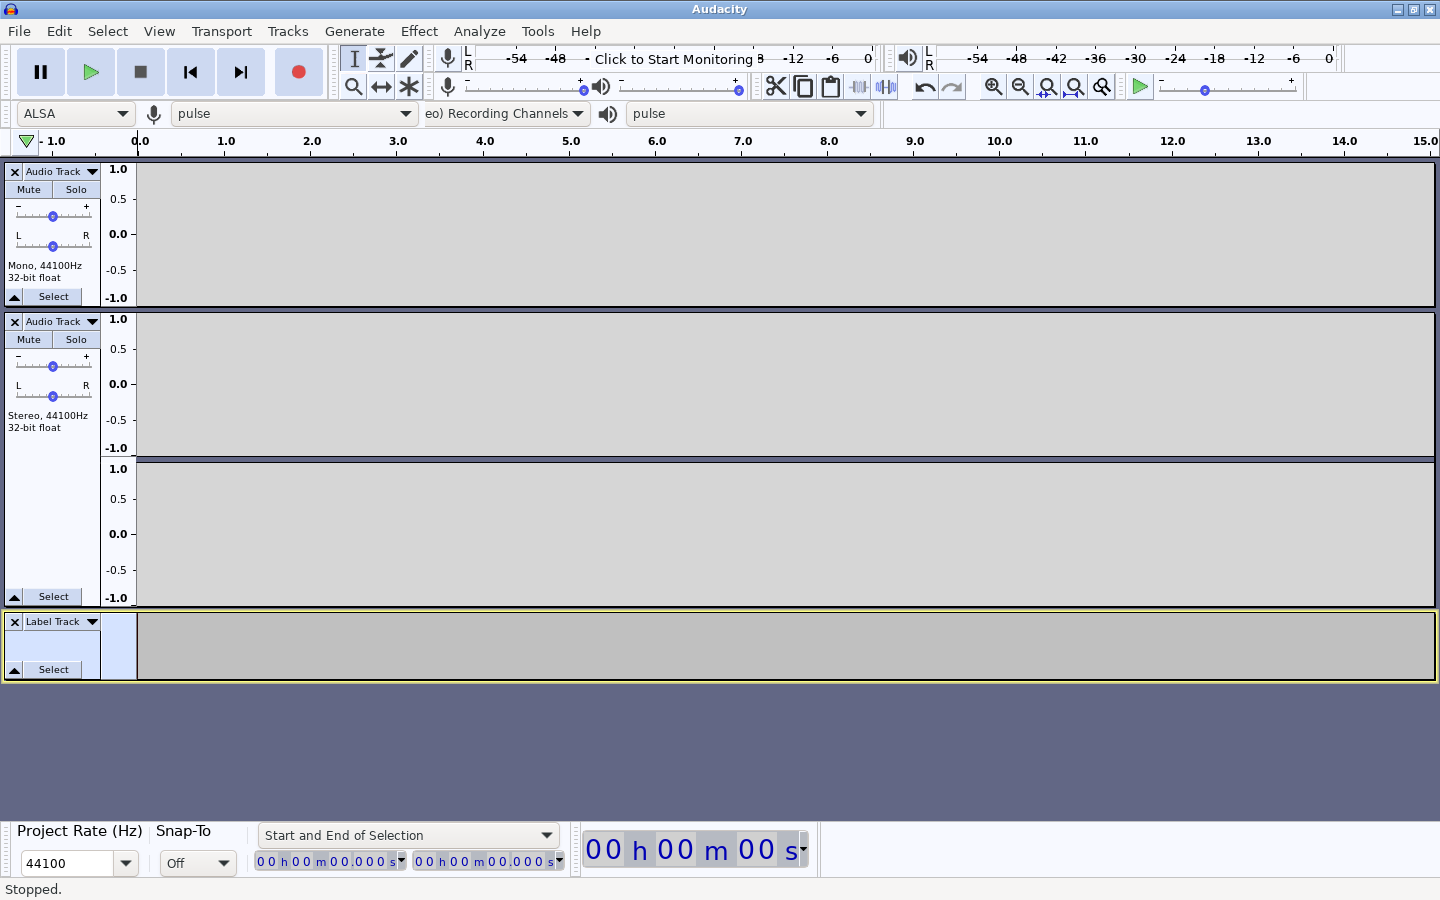 Audacity
File Edit Select View Transport Tracks Generate Effect Analyze Tools Help
L R -54 -48 - Click to Start Monitoring -12 -6 0
L R -54 -48 -42 -36 -30 -24 -18 -12 -6 0
- + - + - +
ALSA pulse eo) Recording Channels pulse
- 1.0 0.0 1.0 2.0 3.0 4.0 5.0 6.0 7.0 8.0 9.0 10.0 11.0 12.0 13.0 14.0 15.0
Audio Track 1.0
Mute Solo 0.5
- +
L R 0.0
Mono, 44100Hz -0.5
32-bit float
Select -1.0
Audio Track 1.0
Mute Solo 0.5
- +
L R 0.0
Stereo, 44100Hz -0.5
32-bit float
-1.0
1.0
0.5
0.0
-0.5
Select -1.0
Label Track
Select
Project Rate (Hz) Snap-To Start and End of Selection
44100 Off 00 h 00 m 00.000 s 00 h 00 m 00.000 s 00 h 00 m 00 s
Stopped.